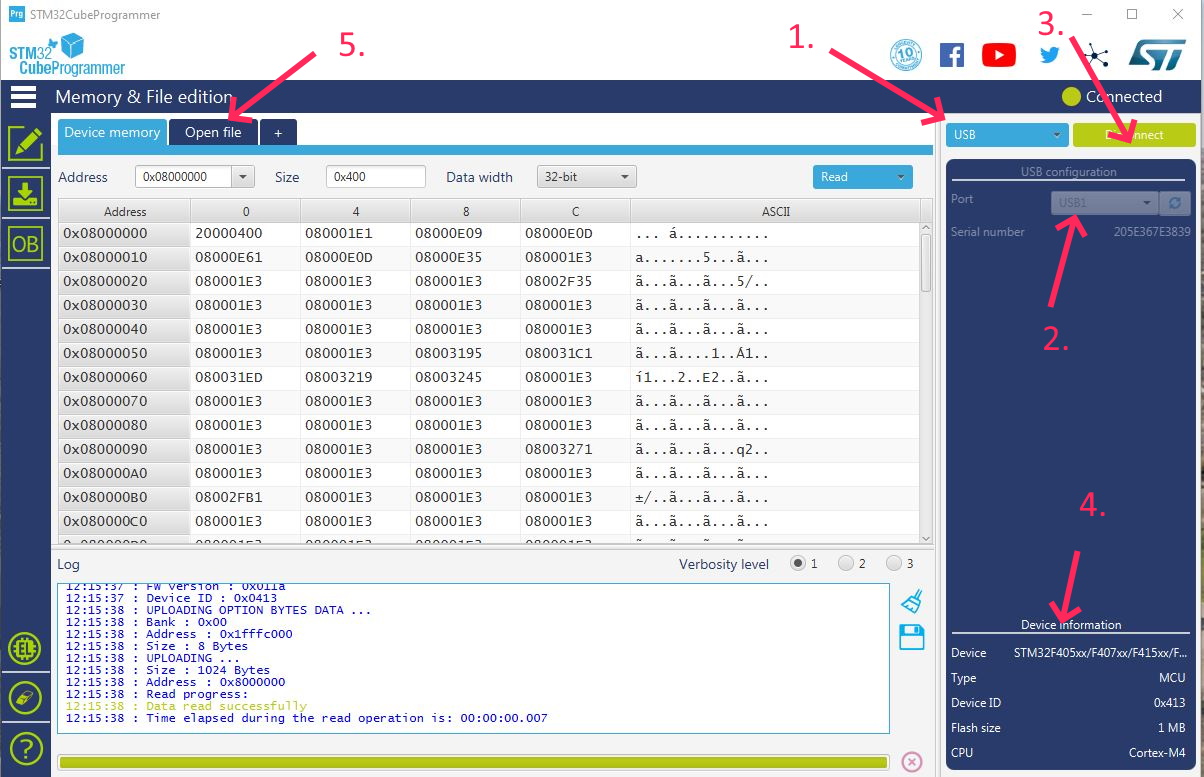 Prg STM32CubeProgrammer
STM32
CubeProgrammer
5.
1.
3.
10
Memory & File edition
Connected
Device memory Open file +
USB
Address 0x08000000 Size 0x400 Data width 32-bit Read
Address 0 4 8 C ASCII
0x08000000 20000400 080001E1 08000E09 08000E0D ... á...........
0x08000010 08000E61 08000E0D 08000E35 080001E3 a.......5...ã...
0x08000020 080001E3 080001E3 080001E3 08002F35 ã...ã...ã...5/..
0x08000030 080001E3 080001E3 080001E3 080001E3 ã...ã...ã...ã...
0x08000040 080001E3 080001E3 080001E3 080001E3 ã...ã...ã...ã...
0x08000050 080001E3 080001E3 08003195 080031C1 ã...ã....1..Á1..
0x08000060 080031ED 08003219 08003245 080001E3 í1...2..E2..ã...
0x08000070 080001E3 080001E3 080001E3 080001E3 ã...ã...ã...ã...
0x08000080 080001E3 080001E3 080001E3 080001E3 ã...ã...ã...ã...
0x08000090 080001E3 080001E3 080001E3 08003271 ã...ã...ã...q2..
0x080000A0 080001E3 080001E3 080001E3 080001E3 ã...ã...ã...ã...
0x080000B0 08002FB1 080001E3 080001E3 080001E3 ±/..ã...ã...ã...
0x080000C0 080001E3 080001E3 080001E3 080001E3 ã...ã...ã...ã...
Log Verbosity level 1 2 3
12:15:37 : FW version : 0x011a
12:15:37 : Device ID : 0x0413
12:15:38 : UPLOADING OPTION BYTES DATA ...
12:15:38 : Bank : 0x00
12:15:38 : Address : 0x1fffc000
12:15:38 : Size : 8 Bytes
12:15:38 : UPLOADING ...
12:15:38 : Size : 1024 Bytes
12:15:38 : Address : 0x8000000
12:15:38 : Read progress:
12:15:38 : Data read successfully
12:15:38 : Time elapsed during the read operation is: 00:00:00.007
OB
?
USB configuration
Port USB1
Serial number 205E367E3839
2.
4.
Device information
Device STM32F405xx/F407xx/F415xx/F...
Type MCU
Device ID 0x413
Flash size 1 MB
CPU Cortex-M4